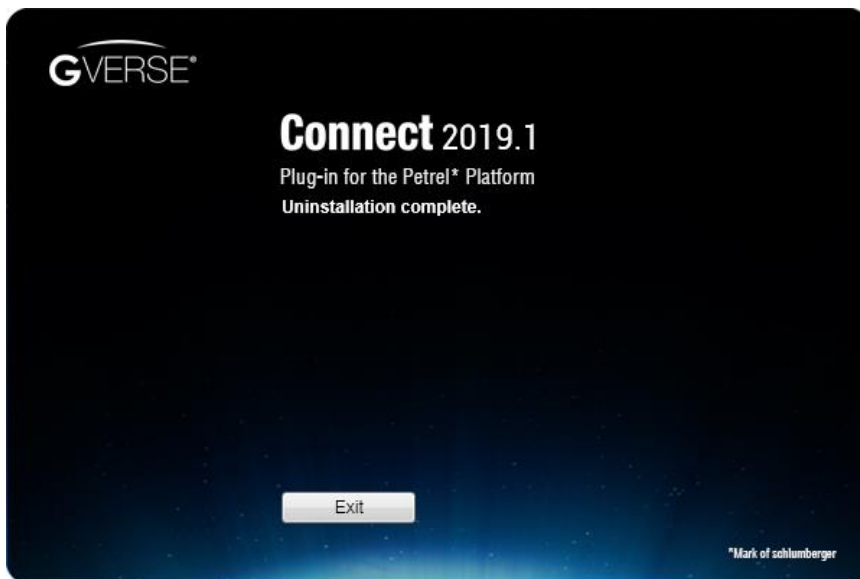 GVERSE®
Connect 2019.1
Plug-in for the Petrel* Platform
Uninstallation complete.
Exit
*Mark of schlumberger